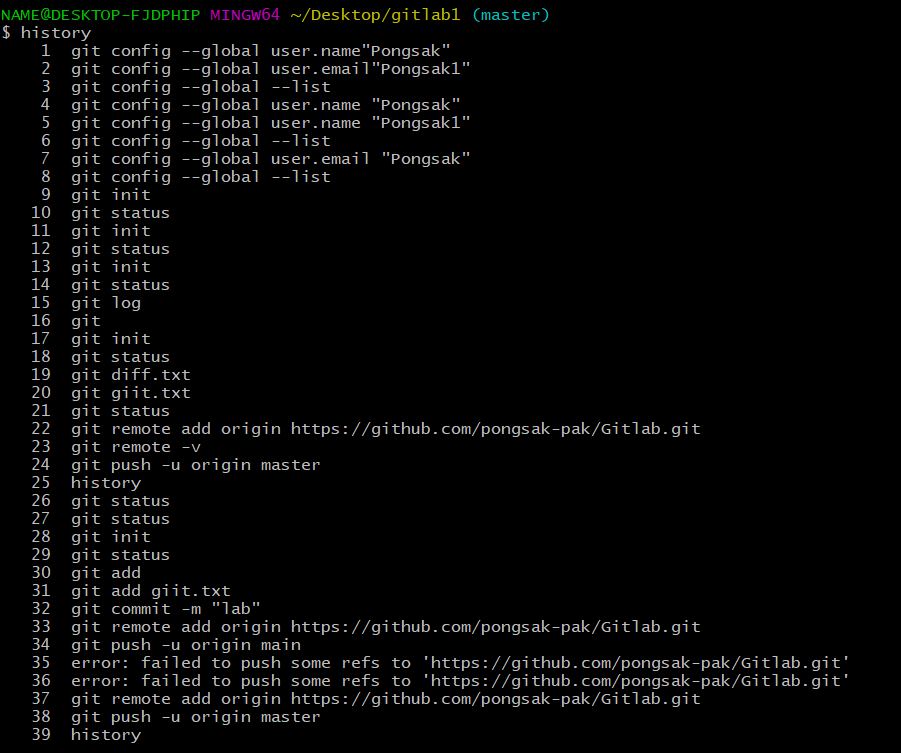 NAME@DESKTOP-FJDPHIP MINGW64 ~/Desktop/gitlab1 (master)
$ history
1 git config --global user.name"Pongsak"
2 git config --global user.email"Pongsak1"
3 git config --global --list
4 git config --global user.name "Pongsak"
5 git config --global user.name "Pongsak1"
6 git config --global --list
7 git config --global user.email "Pongsak"
8 git config --global --list
9 git init
10 git status
11 git init
12 git status
13 git init
14 git status
15 git log
16 git
17 git init
18 git status
19 git diff.txt
20 git giit.txt
21 git status
22 git remote add origin https://github.com/pongsak-pak/Gitlab.git
23 git remote -v
24 git push -u origin master
25 history
26 git status
27 git status
28 git init
29 git status
30 git add
31 git add giit.txt
32 git commit -m "lab"
33 git remote add origin https://github.com/pongsak-pak/Gitlab.git
34 git push -u origin main
35 error: failed to push some refs to 'https://github.com/pongsak-pak/Gitlab.git'
36 error: failed to push some refs to 'https://github.com/pongsak-pak/Gitlab.git'
37 git remote add origin https://github.com/pongsak-pak/Gitlab.git
38 git push -u origin master
39 history